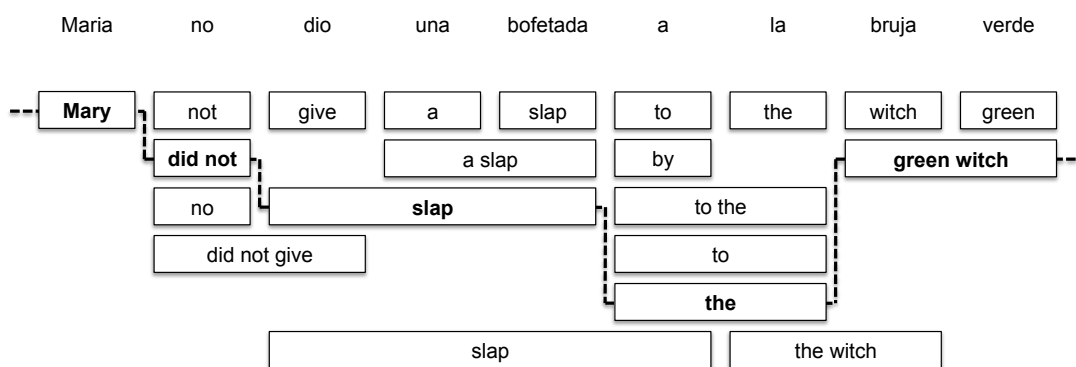 Maria no dio una bofetada a la bruja verde
Mary not give a slap to the witch green
did not a slap by green witch
no slap to the
did not give to
the
slap the witch